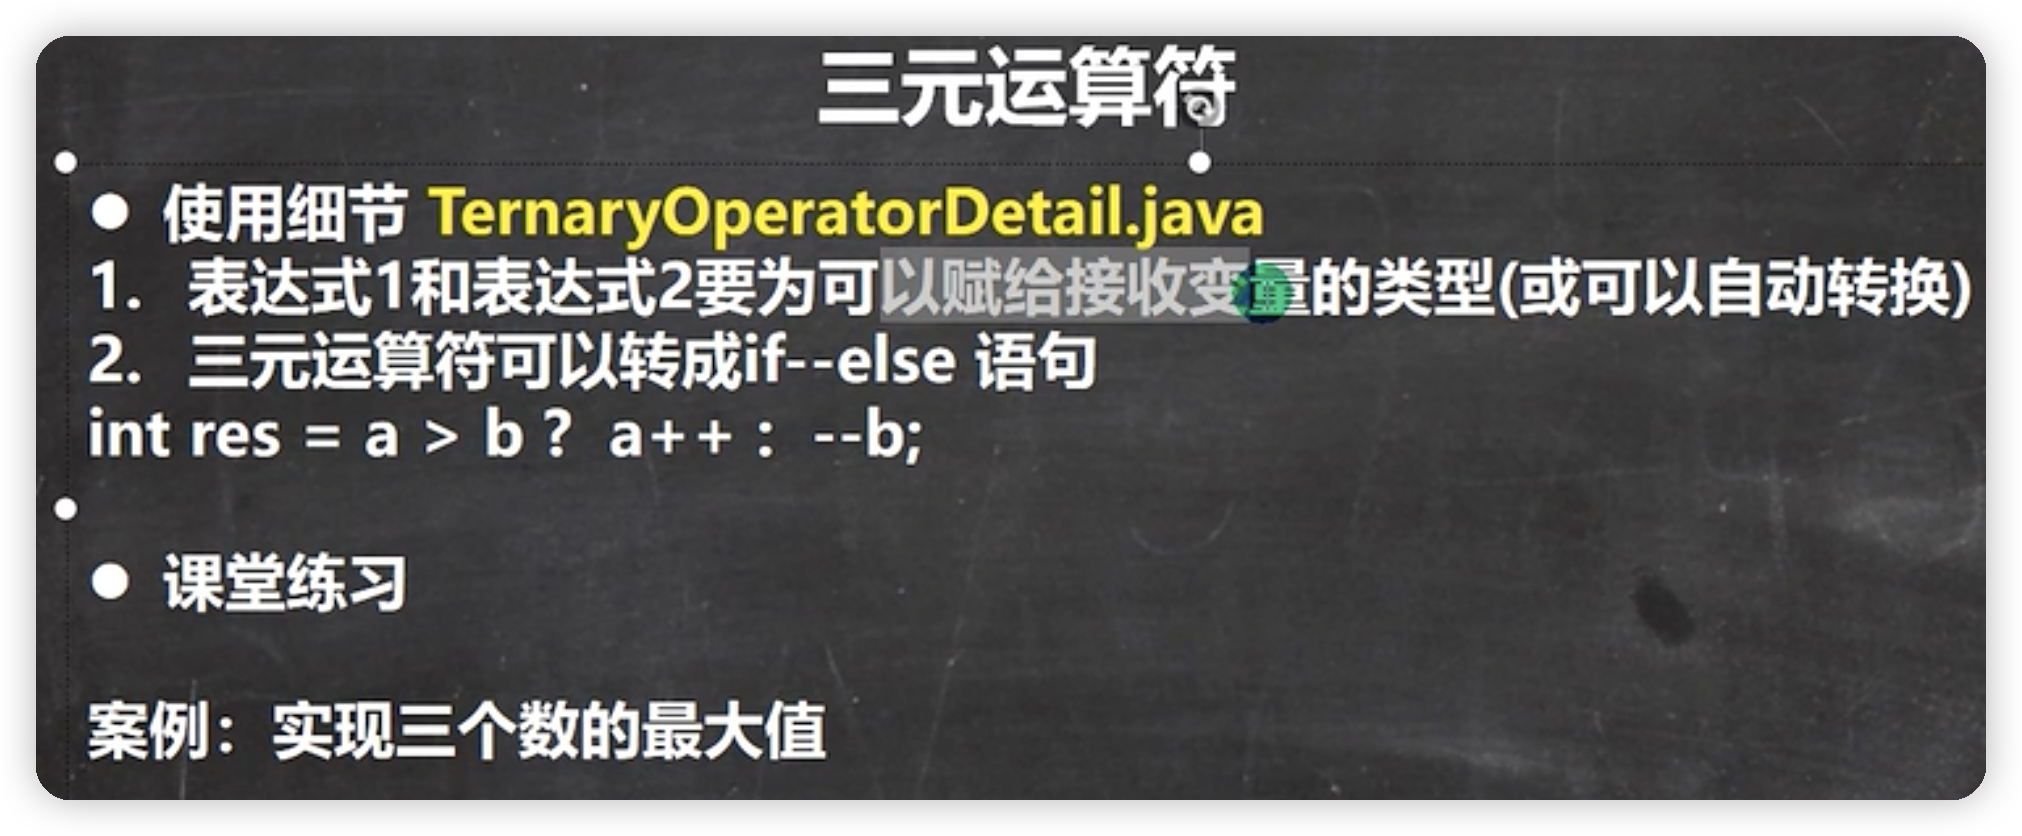 三元运算符
● 使用细节 TernaryOperatorDetail.java
1. 表达式1和表达式2要为可以赋给接收变量的类型(或可以自动转换)
2. 三元运算符可以转成if--else 语句
int res = a > b ? a++ : --b;
● 课堂练习
案例：实现三个数的最大值